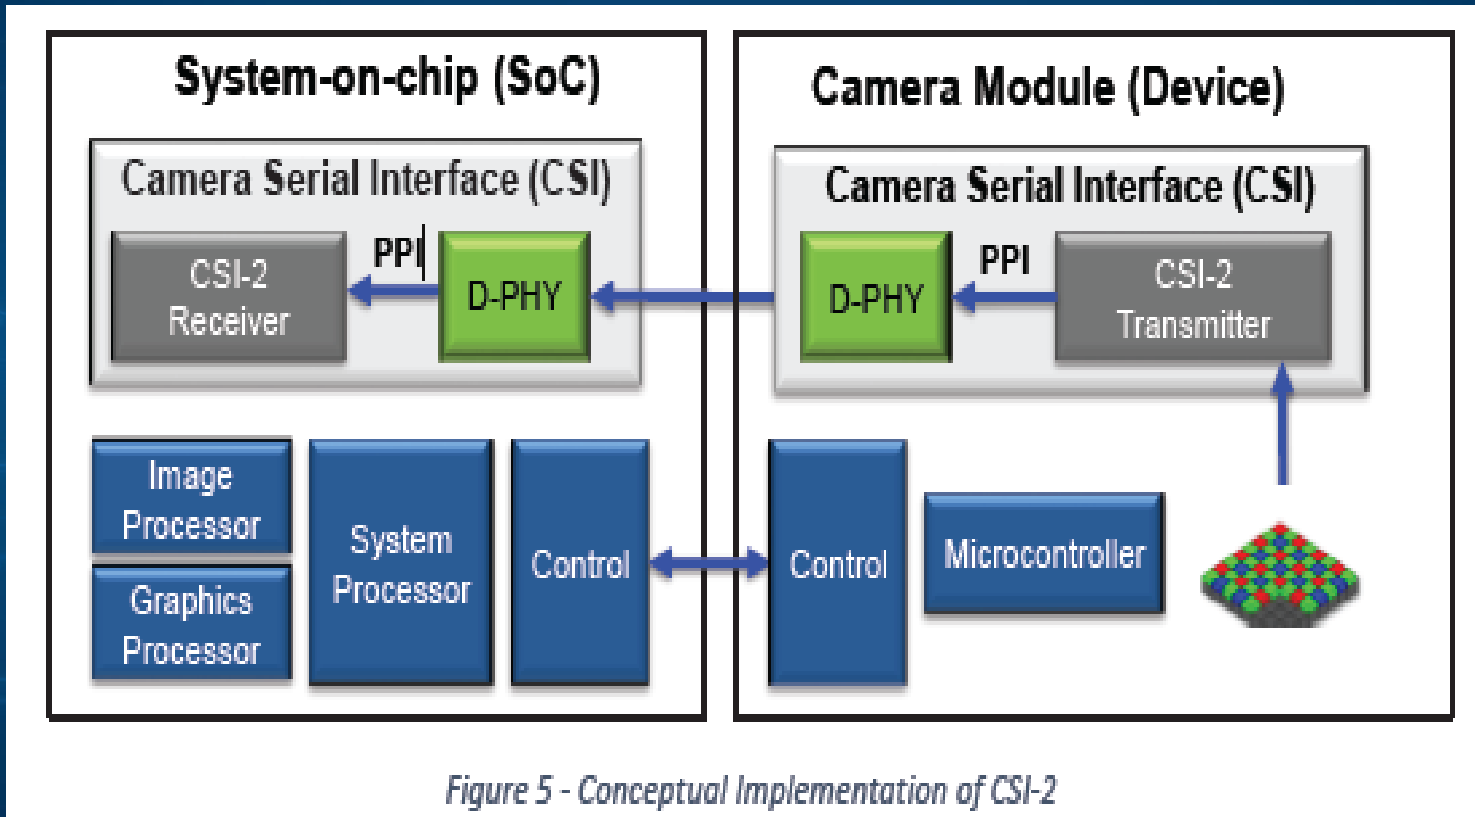 System-on-chip (SoC)
Camera Serial Interface (CSI)
PPI
CSI-2
Receiver
D-PHY
Image
Processor
Graphics
Processor
System
Processor
Control
Camera Module (Device)
Camera Serial Interface (CSI)
PPI
D-PHY
CSI-2
Transmitter
Control
Microcontroller
Figure 5 - Conceptual Implementation of CSI-2